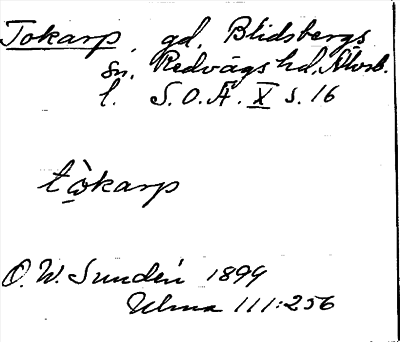 Tokarp, gd, Blidsbergs
sn, Redvägs hd, Älvsb.
l. S.O.Ä. X s. 16
tòkarp
O. W. Sundén 1899
Ulma 111:256